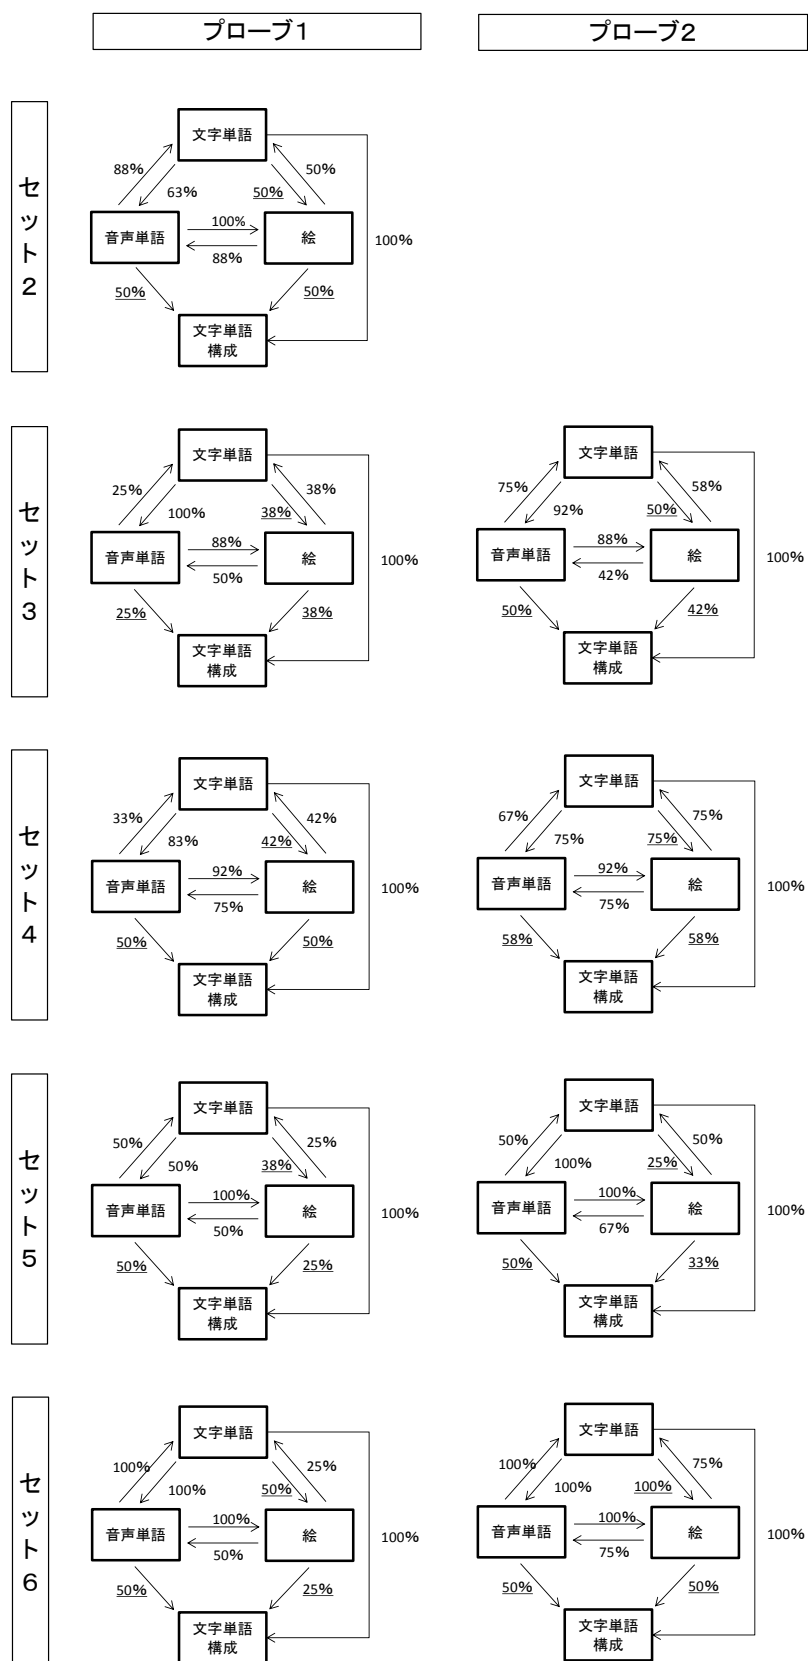 プローブ1
プローブ2
セット2
文字単語
88%
50%
63%
50%
音声単語
100%
絵
100%
88%
50%
50%
文字単語
構成
セット3
文字単語
25%
38%
100%
38%
音声単語
88%
絵
100%
50%
25%
38%
文字単語
構成
文字単語
75%
58%
92%
50%
音声単語
88%
絵
100%
42%
50%
42%
文字単語
構成
セット4
文字単語
33%
42%
83%
42%
音声単語
92%
絵
100%
75%
50%
50%
文字単語
構成
文字単語
67%
75%
75%
75%
音声単語
92%
絵
100%
75%
58%
58%
文字単語
構成
セット5
文字単語
50%
25%
50%
38%
音声単語
100%
絵
100%
50%
50%
25%
文字単語
構成
文字単語
50%
50%
100%
25%
音声単語
100%
絵
100%
67%
50%
33%
文字単語
構成
セット6
文字単語
100%
25%
100%
50%
音声単語
100%
絵
100%
50%
50%
25%
文字単語
構成
文字単語
100%
75%
100%
100%
音声単語
100%
絵
100%
75%
50%
50%
文字単語
構成